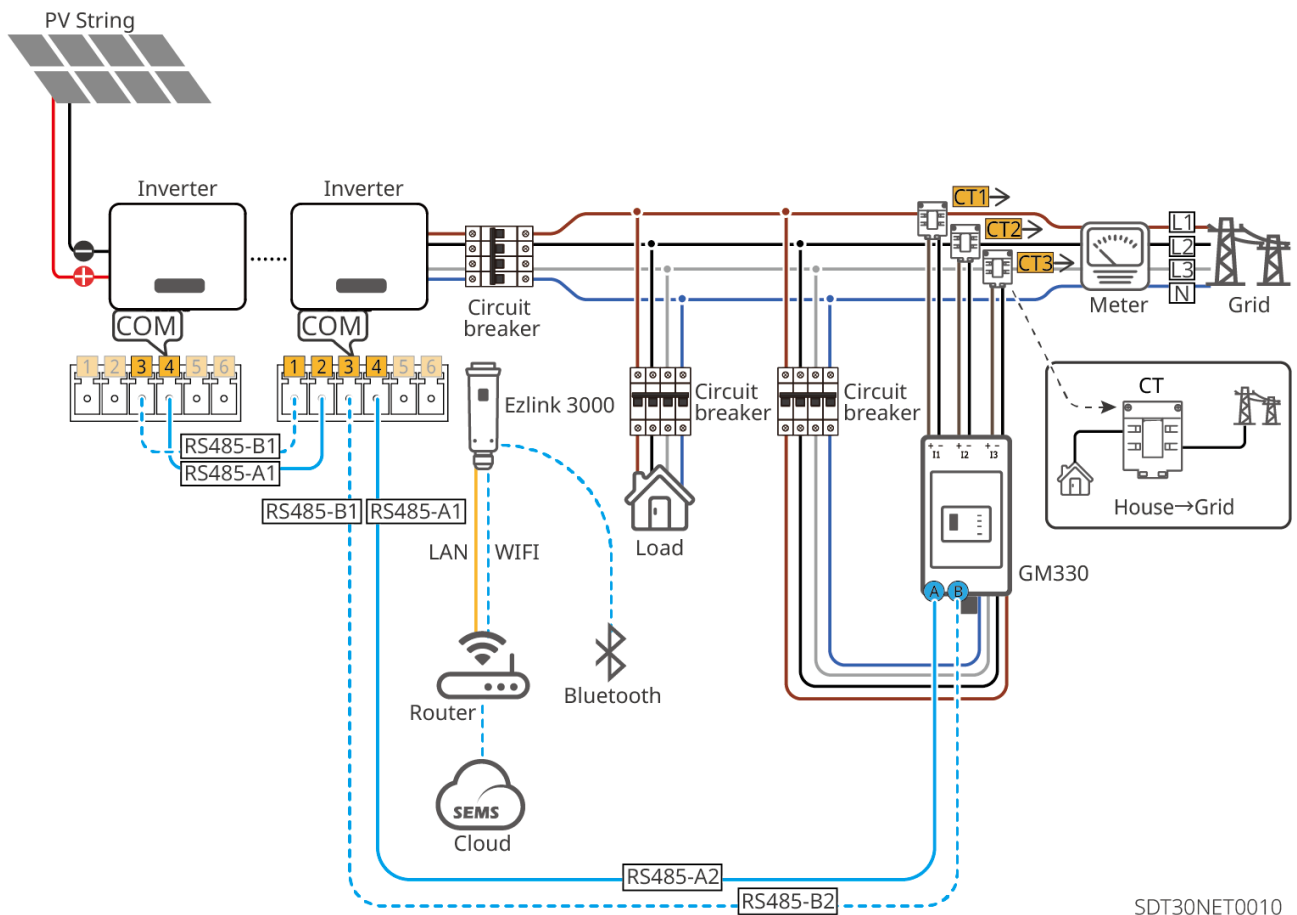 PV String
Inverter
Inverter
CT1
CT2
CT3
L1
L2
L3
N
Circuit
breaker
Meter
Grid
COM
COM
1 2 3 4 5 6
1 2 3 4 5 6
Ezlink 3000
Circuit
breaker
Circuit
breaker
CT
House→Grid
RS485-B1
RS485-A1
RS485-B1
RS485-A1
LAN
WIFI
Load
+ - + - + -
I1 I2 I3
GM330
A B
Router
Bluetooth
SEMS
Cloud
RS485-A2
RS485-B2
SDT30NET0010